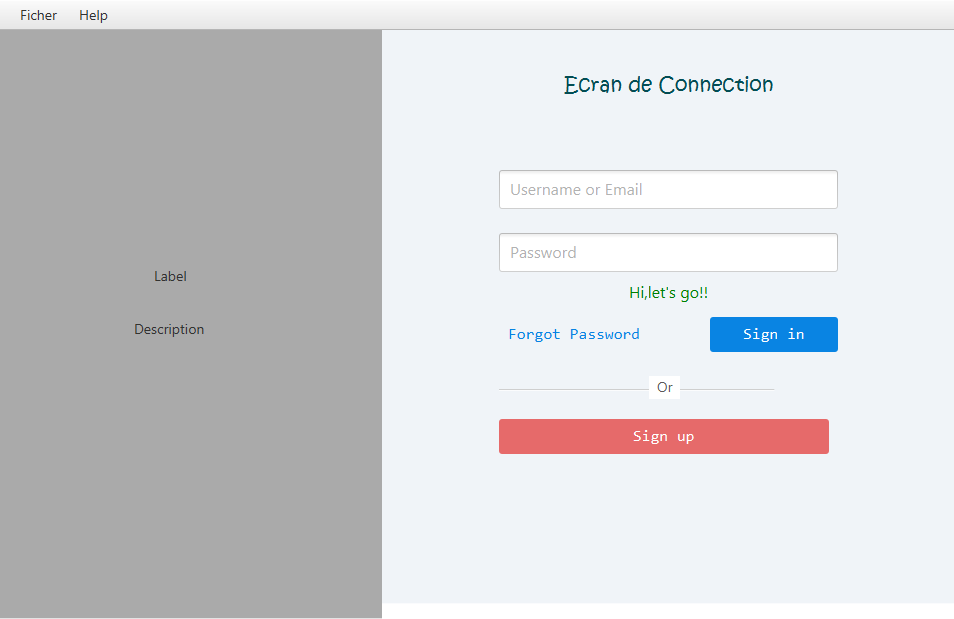 Ficher Help
Ecran de Connection
Username or Email
Password
Label
Hi,let's go!!
Description
Forgot Password Sign in
Or
Sign up